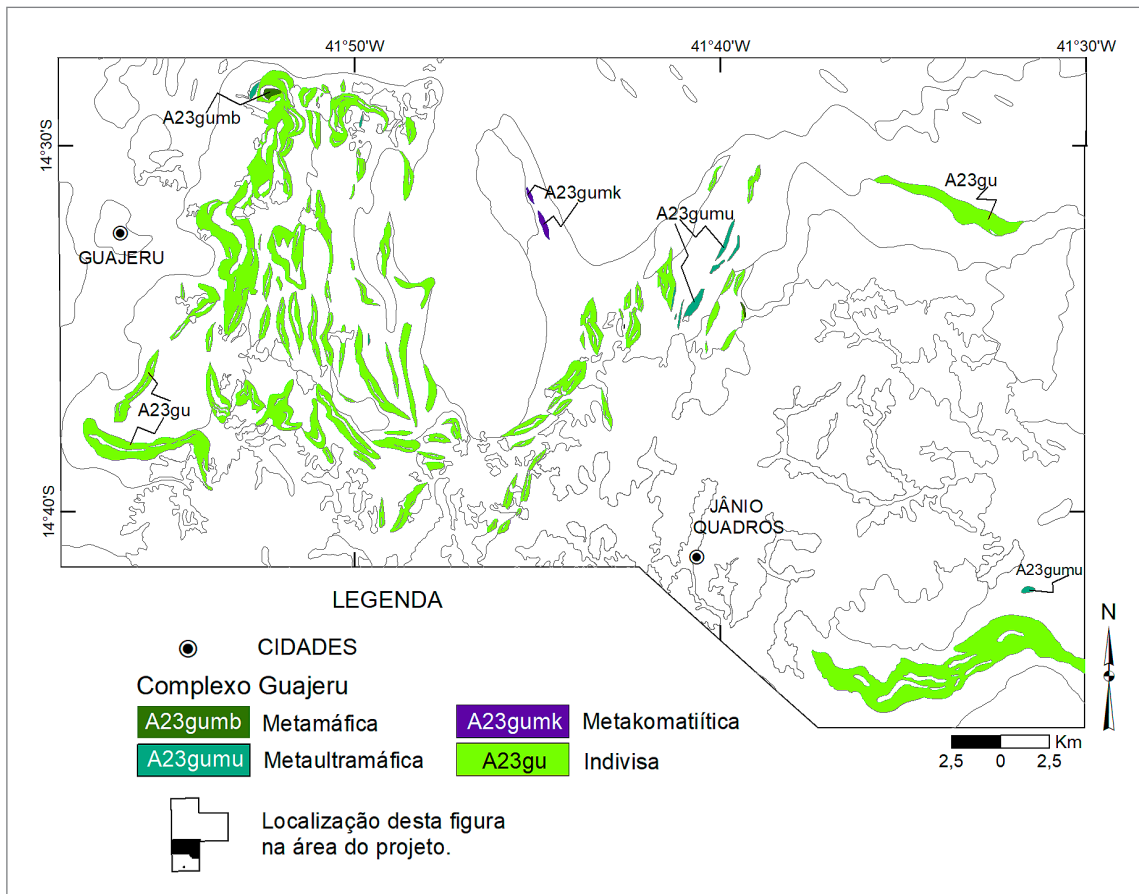 41°50'W
41°40'W
41°30'W
14°30'S
14°40'S
A23gumb
A23gumk
A23gu
A23gumu
GUAJERU
A23gu
JÂNIO
QUADROS
A23gumu
LEGENDA
CIDADES
Complexo Guajeru
A23gumb Metamáfica
A23gumk Metakomatiítica
A23gumu Metaultramáfica
A23gu Indivisa
Localização desta figura
na área do projeto.
N
Km
2,5 0 2,5